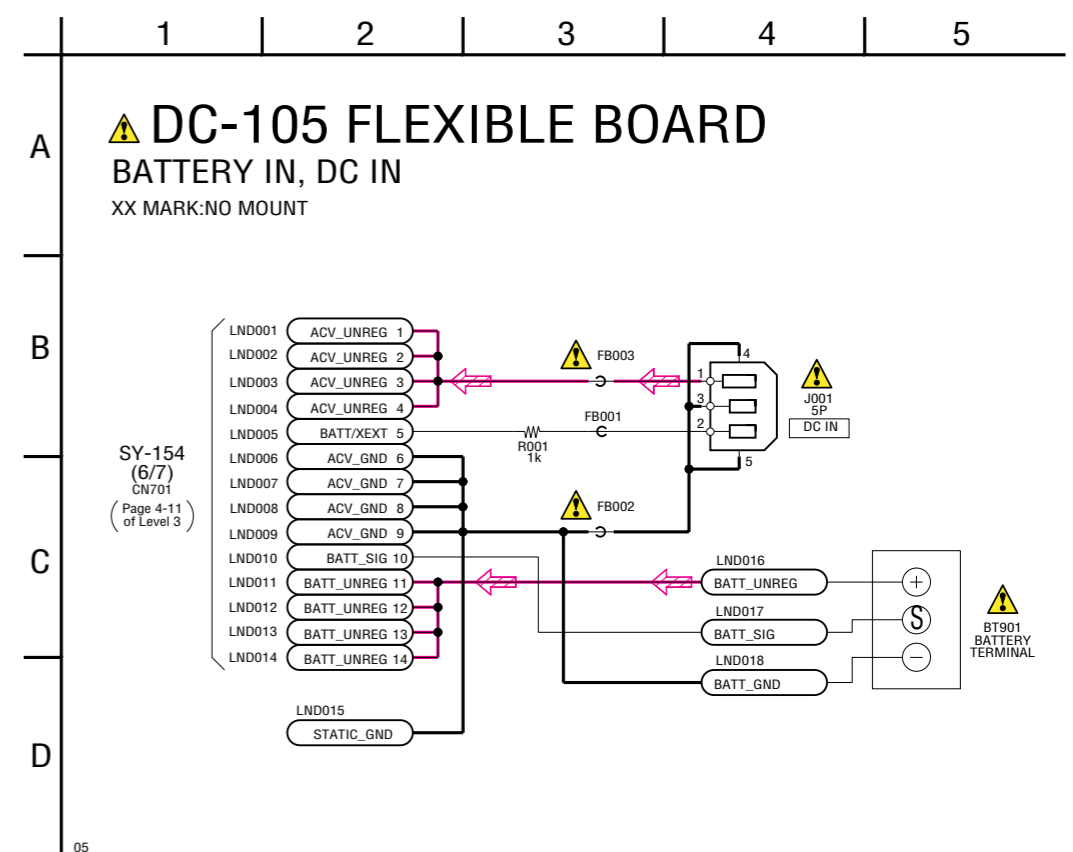 1 2 3 4 5
A
DC-105 FLEXIBLE BOARD
BATTERY IN, DC IN
XX MARK:NO MOUNT
B
LND001 ACV_UNREG 1
LND002 ACV_UNREG 2
LND003 ACV_UNREG 3
LND004 ACV_UNREG 4
LND005 BATT/XEXT 5
LND006 ACV_GND 6
LND007 ACV_GND 7
LND008 ACV_GND 8
LND009 ACV_GND 9
LND010 BATT_SIG 10
LND011 BATT_UNREG 11
LND012 BATT_UNREG 12
LND013 BATT_UNREG 13
LND014 BATT_UNREG 14
SY-154
(6/7)
CN701
(Page 4-11
of Level 3)
LND015
STATIC_GND
FB003
FB001
R001
1k
FB002
4
1
3
2
5
J001
5P
DC IN
C
LND016
BATT_UNREG
LND017
BATT_SIG
LND018
BATT_GND
+
S
−
BT901
BATTERY
TERMINAL
D
05